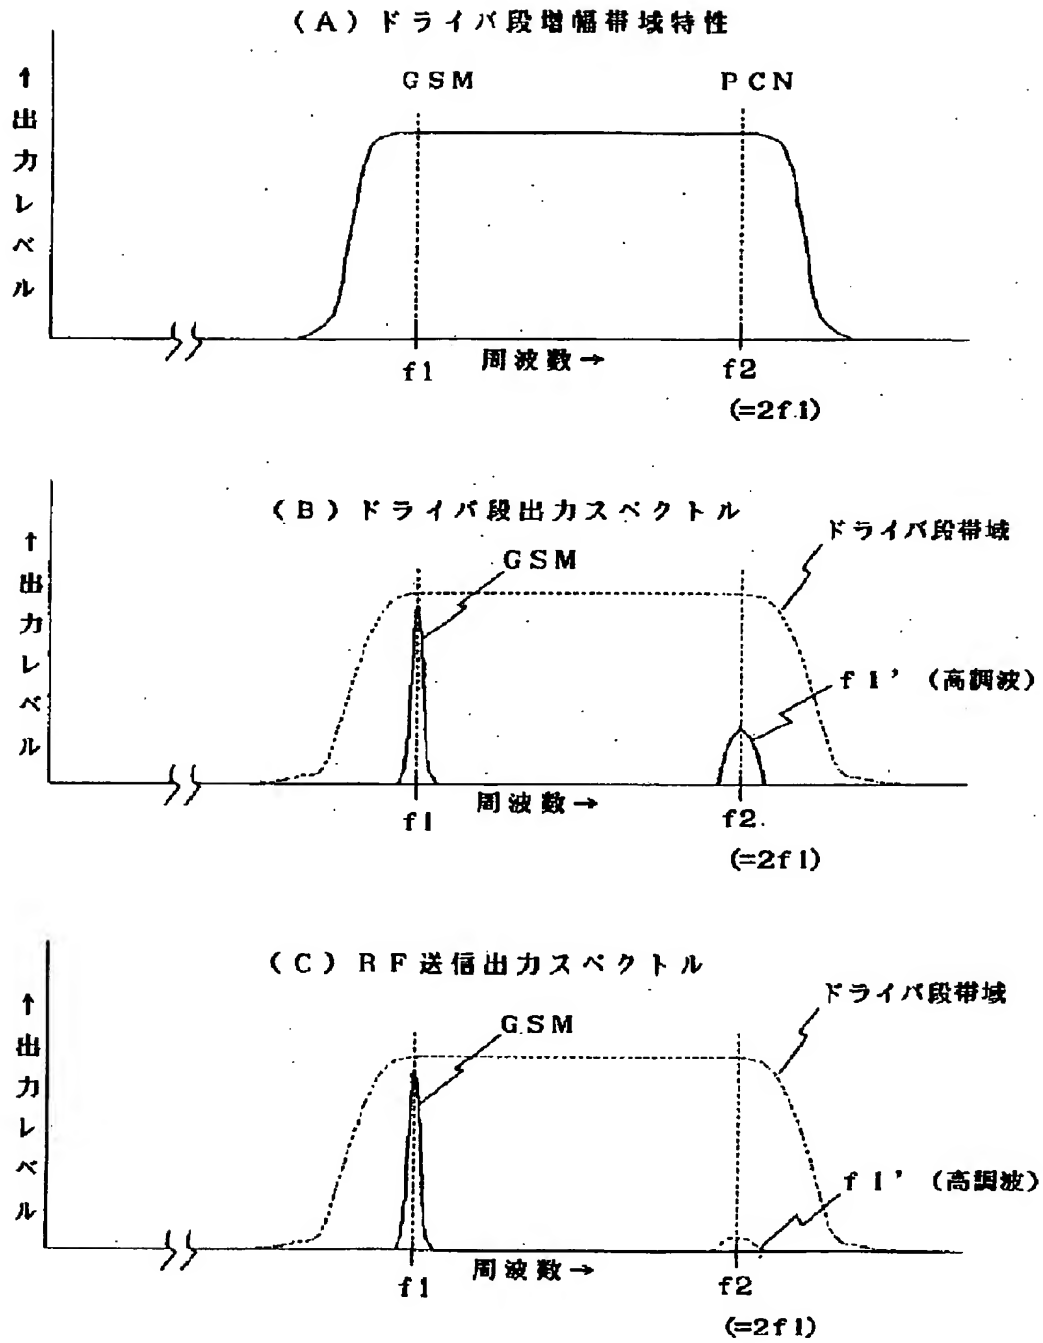 (A)ドライバ段増幅帯域特性
↑出力レベル
GSM
PCN
f1
周波数→
f2
(=2f1)
(B)ドライバ段出力スペクトル
↑出力レベル
GSM
ドライバ段帯域
f1'(高調波)
f1
周波数→
f2
(=2f1)
(C)RF送信出力スペクトル
↑出力レベル
GSM
ドライバ段帯域
f1'(高調波)
f1
周波数→
f2
(=2f1)